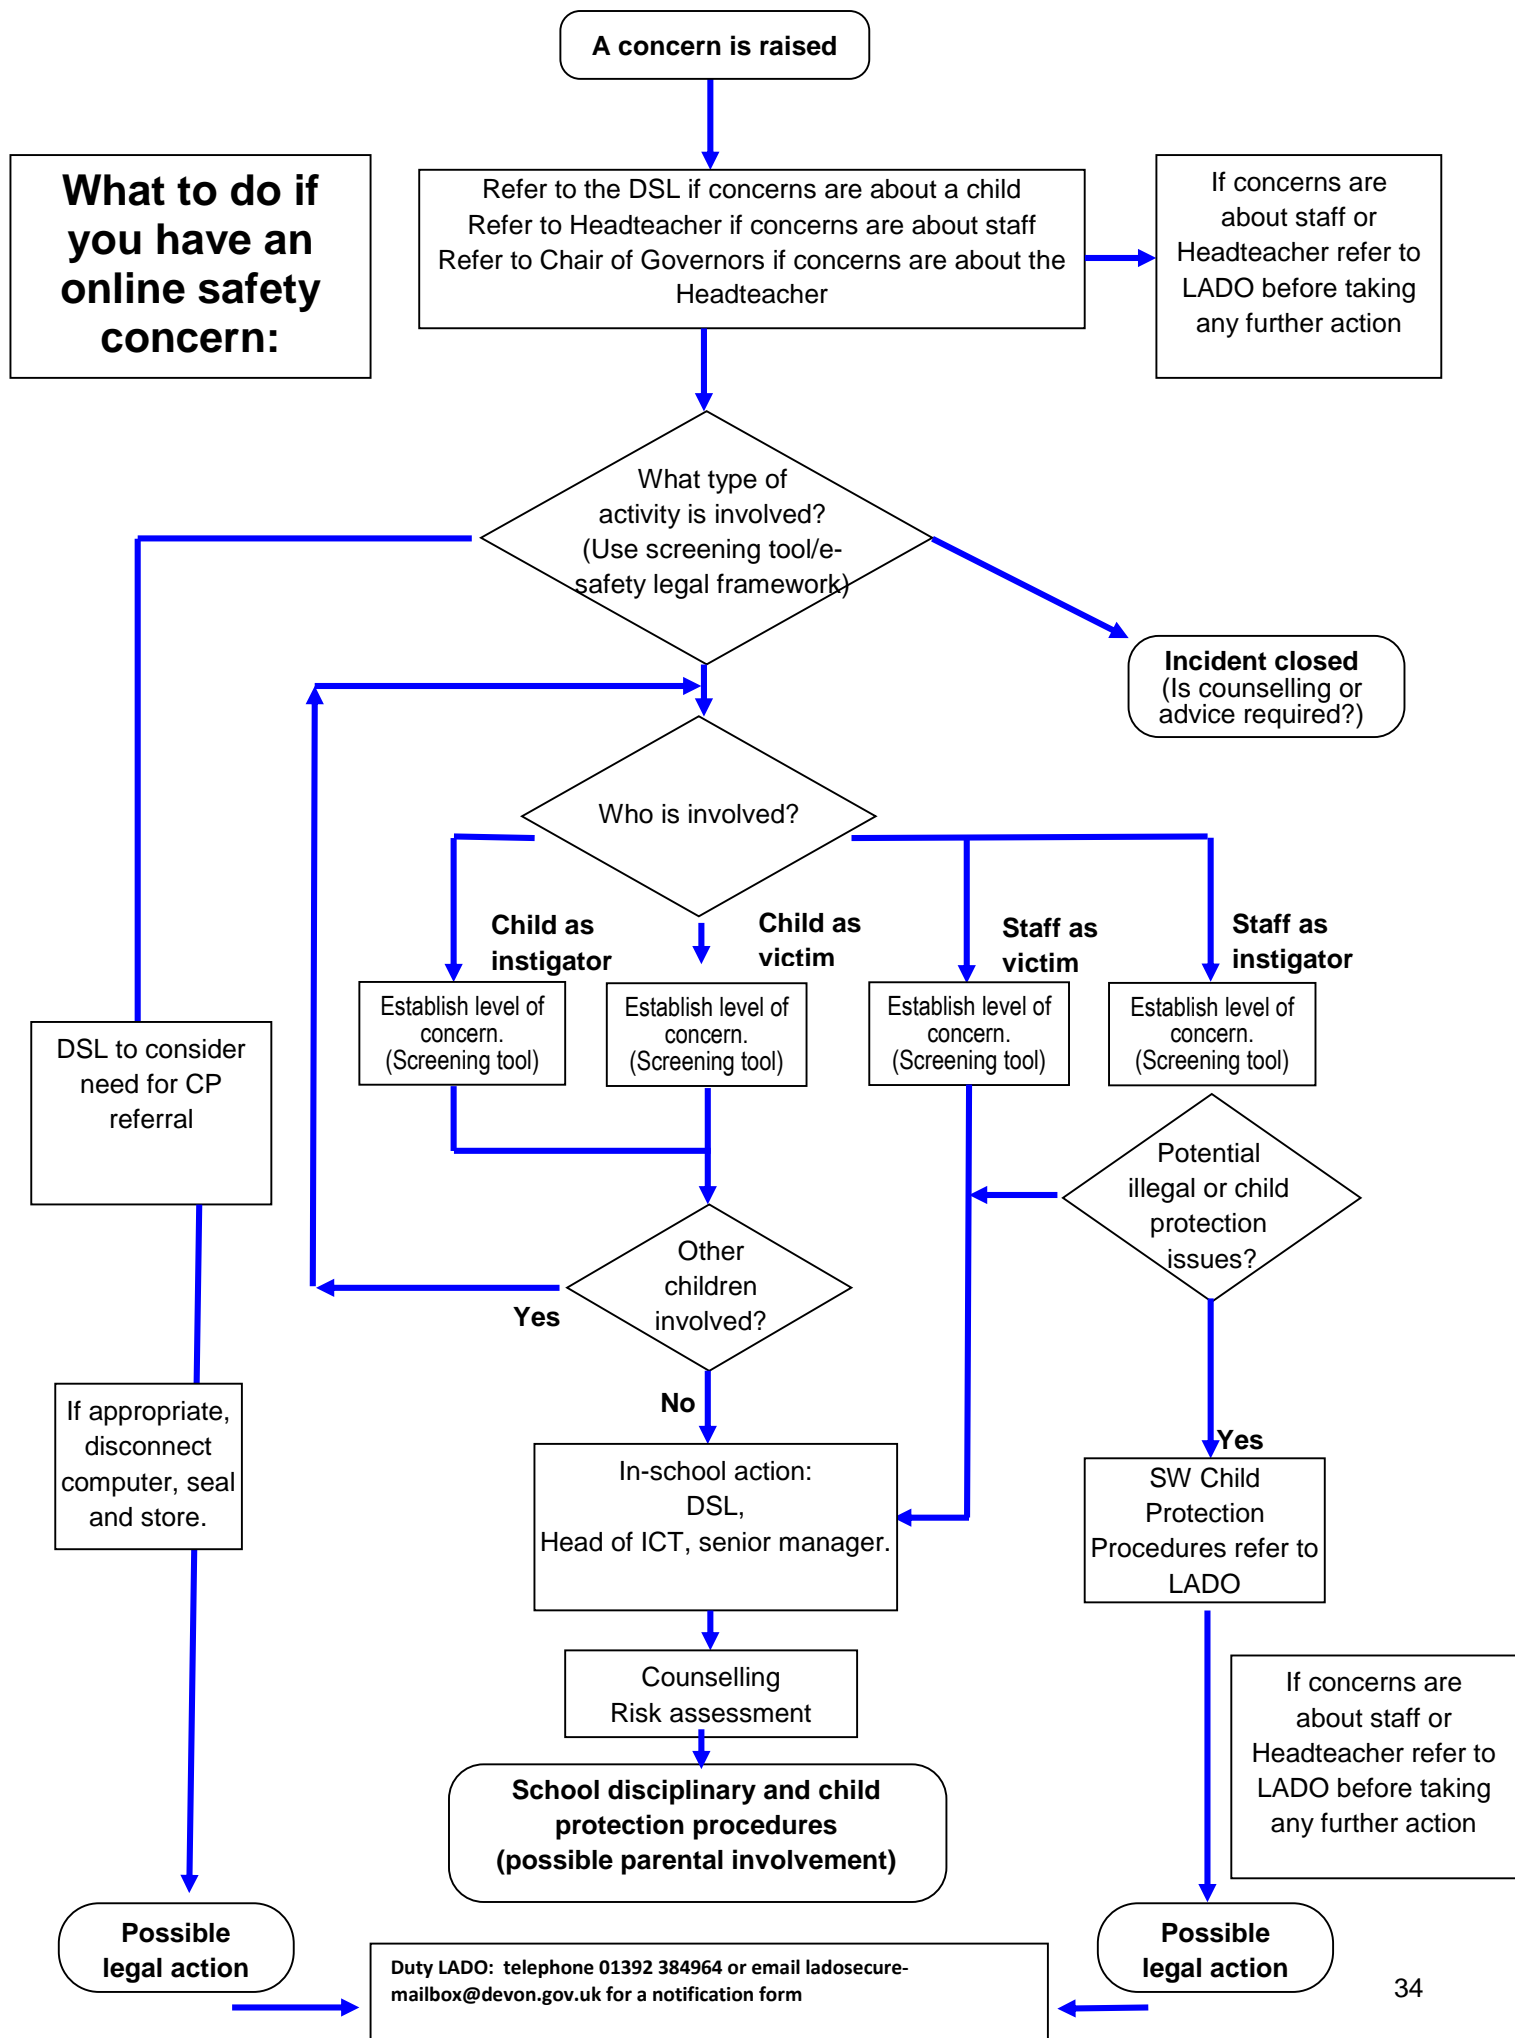 A concern is raised
What to do if
you have an
online safety
concern:
Refer to the DSL if concerns are about a child
Refer to Headteacher if concerns are about staff
Refer to Chair of Governors if concerns are about the
Headteacher
If concerns are
about staff or
Headteacher refer to
LADO before taking
any further action
What type of
activity is involved?
(Use screening tool/e-
safety legal framework)
Incident closed
(Is counselling or
advice required?)
Who is involved?
Child as
instigator
Child as
victim
Staff as
victim
Staff as
instigator
Establish level of
concern.
(Screening tool)
Establish level of
concern.
(Screening tool)
Establish level of
concern.
(Screening tool)
Establish level of
concern.
(Screening tool)
DSL to consider
need for CP
referral
Potential
illegal or child
protection
issues?
Other
children
involved?
Yes
No
Yes
If appropriate,
disconnect
computer, seal
and store.
In-school action:
DSL,
Head of ICT, senior manager.
SW Child
Protection
Procedures refer to
LADO
Counselling
Risk assessment
If concerns are
about staff or
Headteacher refer to
LADO before taking
any further action
School disciplinary and child
protection procedures
(possible parental involvement)
Possible
legal action
Possible
legal action
Duty LADO: telephone 01392 384964 or email ladosecure-
mailbox@devon.gov.uk for a notification form
34